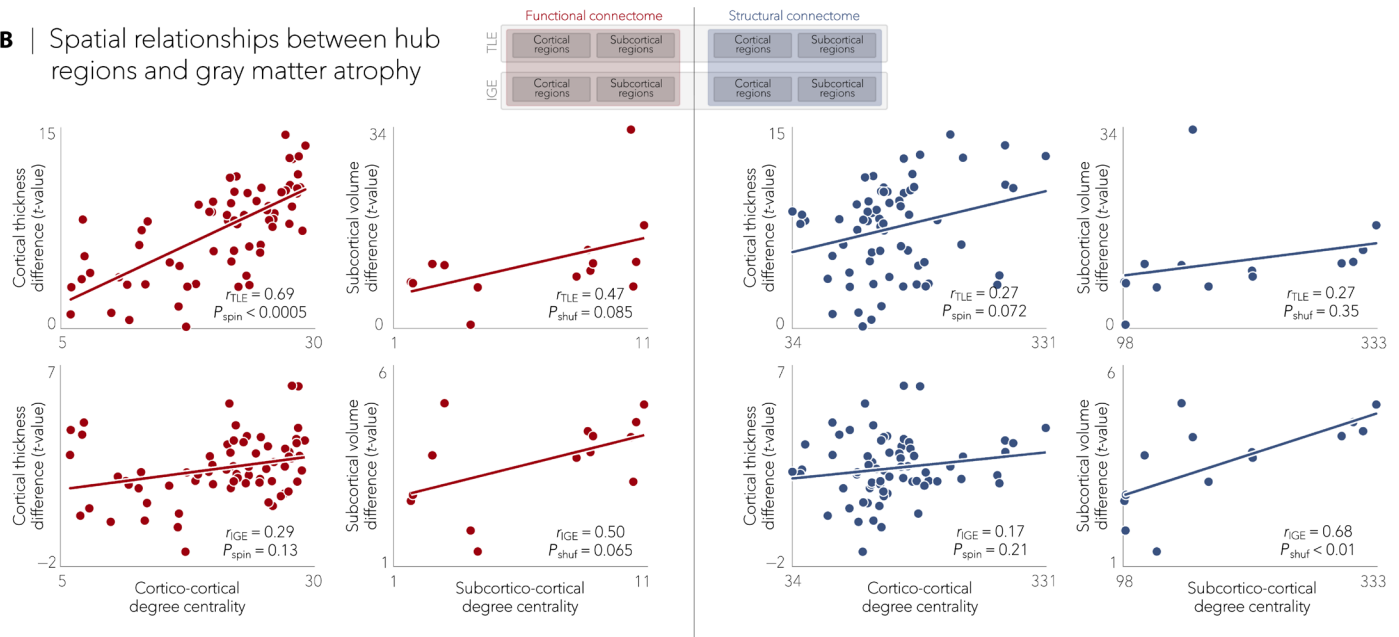 B | Spatial relationships between hub
regions and gray matter atrophy
Functional connectome
Structural connectome
TLE
Cortical
regions
Subcortical
regions
Cortical
regions
Subcortical
regions
IGE
Cortical
regions
Subcortical
regions
Cortical
regions
Subcortical
regions
Cortical thickness
difference (t-value)
15
0
5
30
rTLE = 0.69
Pspin < 0.0005
Subcortical volume
difference (t-value)
34
0
1
11
rTLE = 0.47
Pshuf = 0.085
Cortical thickness
difference (t-value)
15
0
34
331
rTLE = 0.27
Pspin = 0.072
Subcortical volume
difference (t-value)
34
0
98
333
rTLE = 0.27
Pshuf = 0.35
Cortical thickness
difference (t-value)
7
−2
5
30
rIGE = 0.29
Pspin = 0.13
Cortico-cortical
degree centrality
Subcortical volume
difference (t-value)
6
1
1
11
rIGE = 0.50
Pshuf = 0.065
Subcortico-cortical
degree centrality
Cortical thickness
difference (t-value)
7
−2
34
331
rIGE = 0.17
Pspin = 0.21
Cortico-cortical
degree centrality
Subcortical volume
difference (t-value)
6
1
98
333
rIGE = 0.68
Pshuf < 0.01
Subcortico-cortical
degree centrality